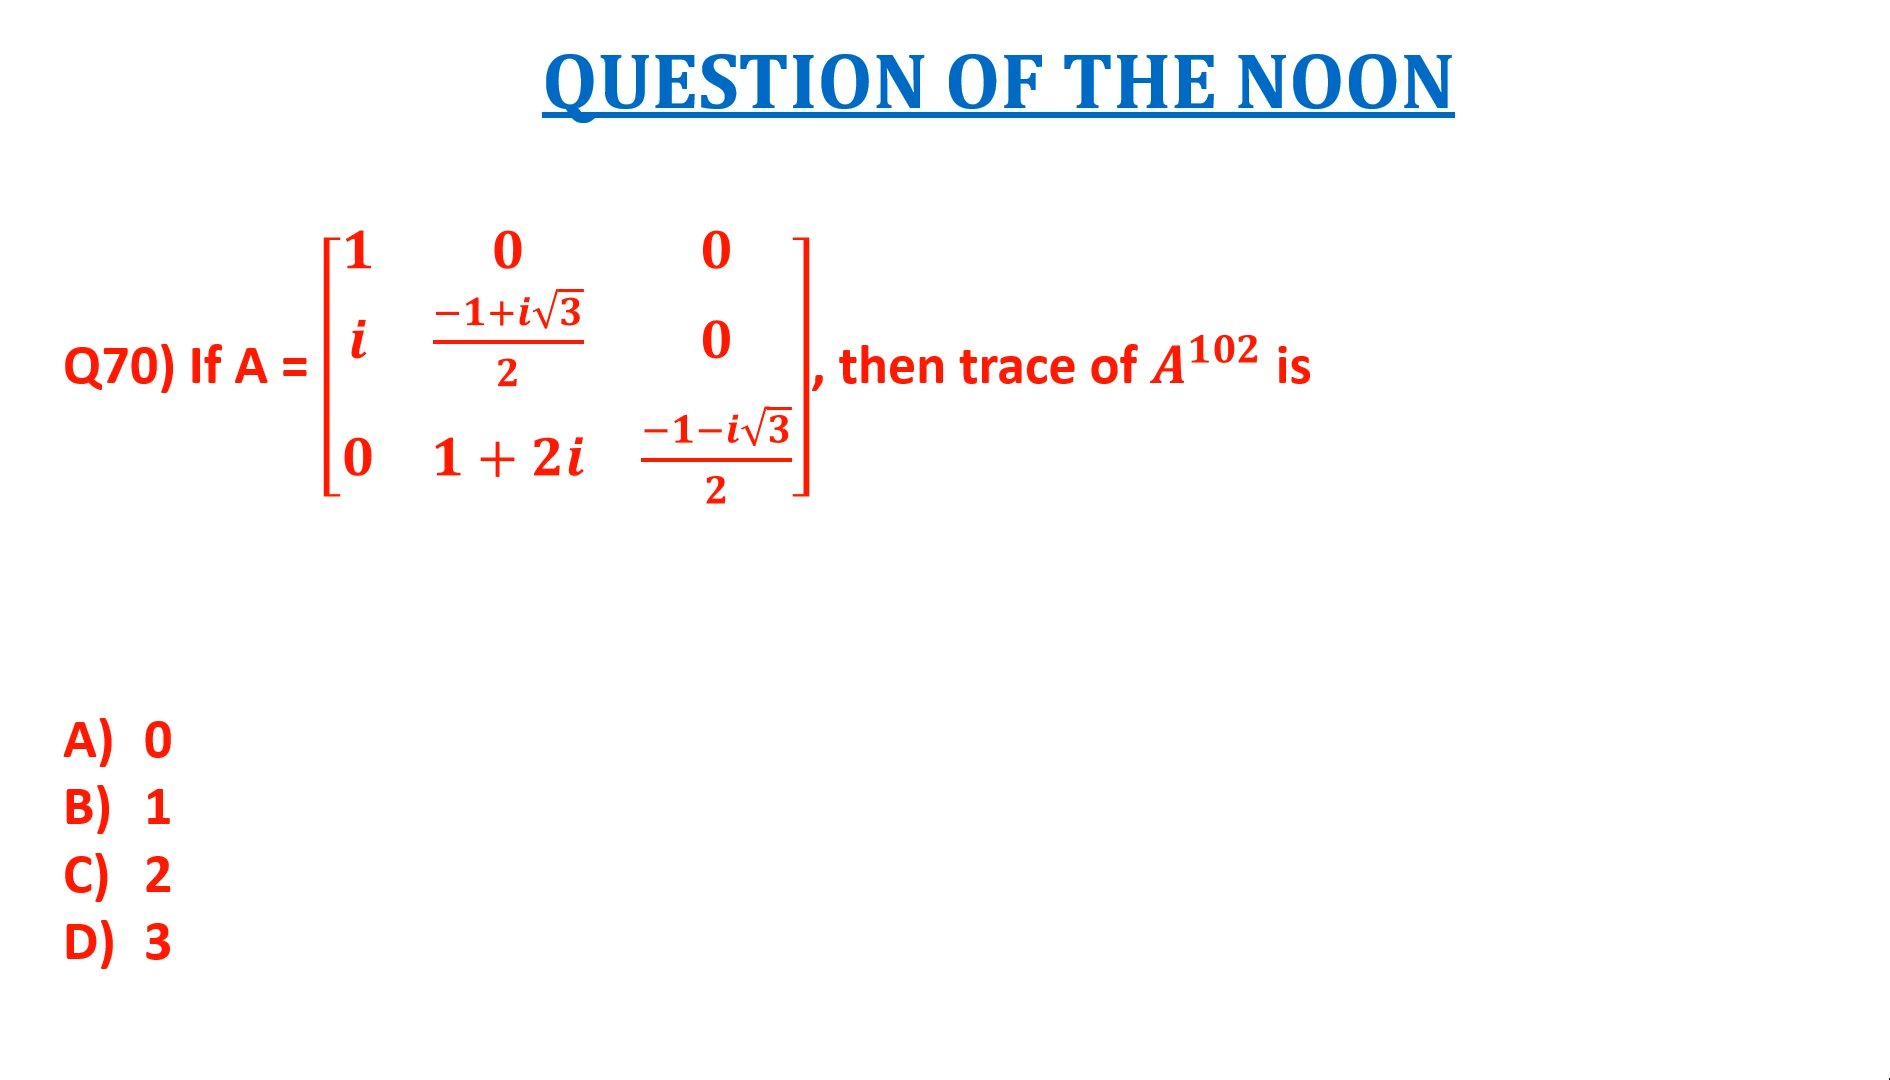 QUESTION OF THE NOON
Q70) If A = [1 0 0
i (−1+i√3)/2 0
0 1 + 2i (−1−i√3)/2], then trace of A^102 is
A) 0
B) 1
C) 2
D) 3